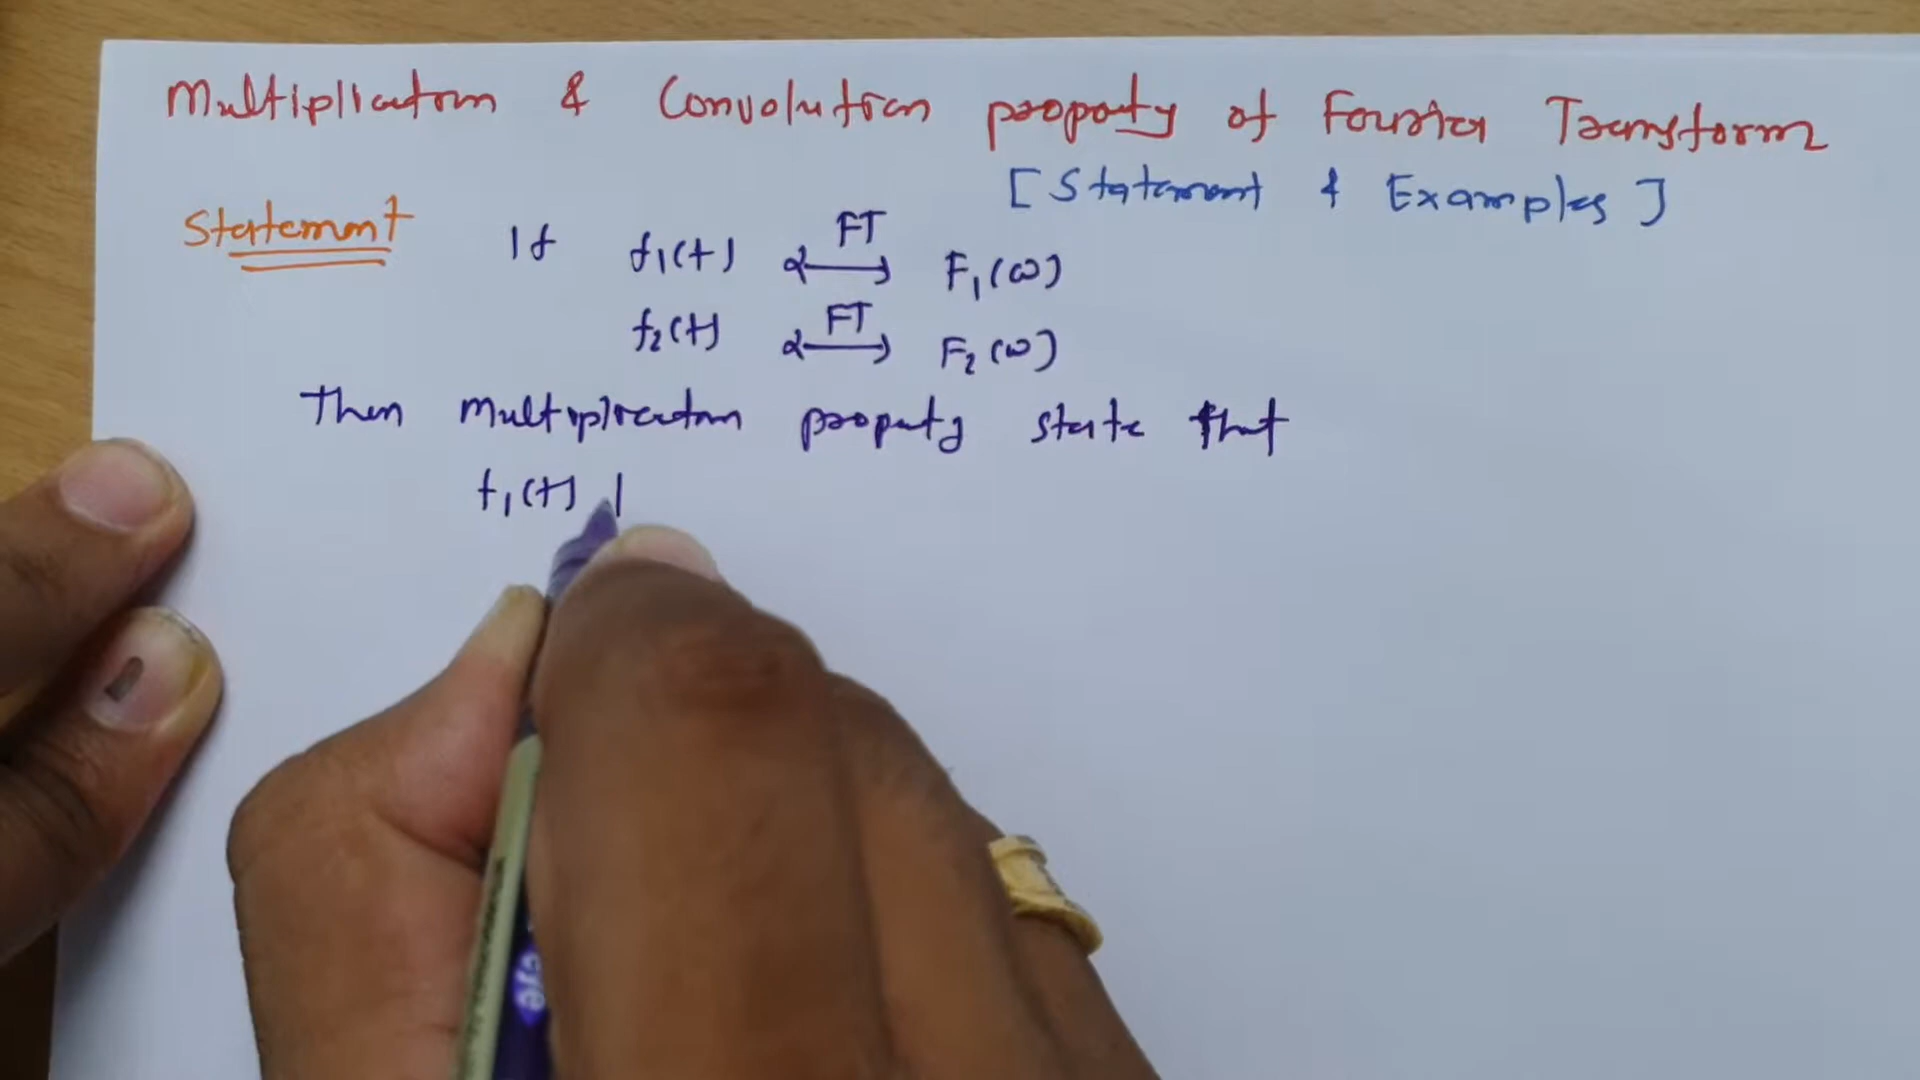 Multiplication & Convolution property of Fourier Transform
[Statement & Examples]
Statement If f₁(t) FT F₁(ω)
f₂(t) FT F₂(ω)
Then multiplication property state that
f₁(t)
eye